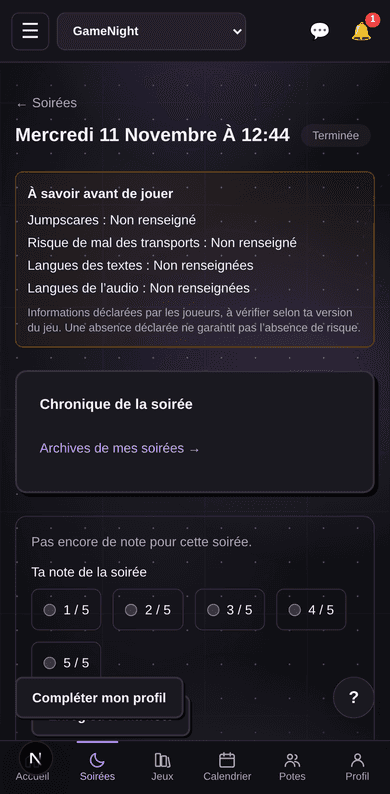 ☰
GameNight
1
← Soirées
Mercredi 11 Novembre À 12:44
Terminée
À savoir avant de jouer
Jumpscares : Non renseigné
Risque de mal des transports : Non renseigné
Langues des textes : Non renseignées
Langues de l'audio : Non renseignées
Informations déclarées par les joueurs, à vérifier selon ta version
du jeu. Une absence déclarée ne garantit pas l'absence de risque.
Chronique de la soirée
Archives de mes soirées →
Pas encore de note pour cette soirée.
Ta note de la soirée
1 / 5
2 / 5
3 / 5
4 / 5
5 / 5
Compléter mon profil
?
N
Accueil
Soirées
Jeux
Calendrier
Potes
Profil